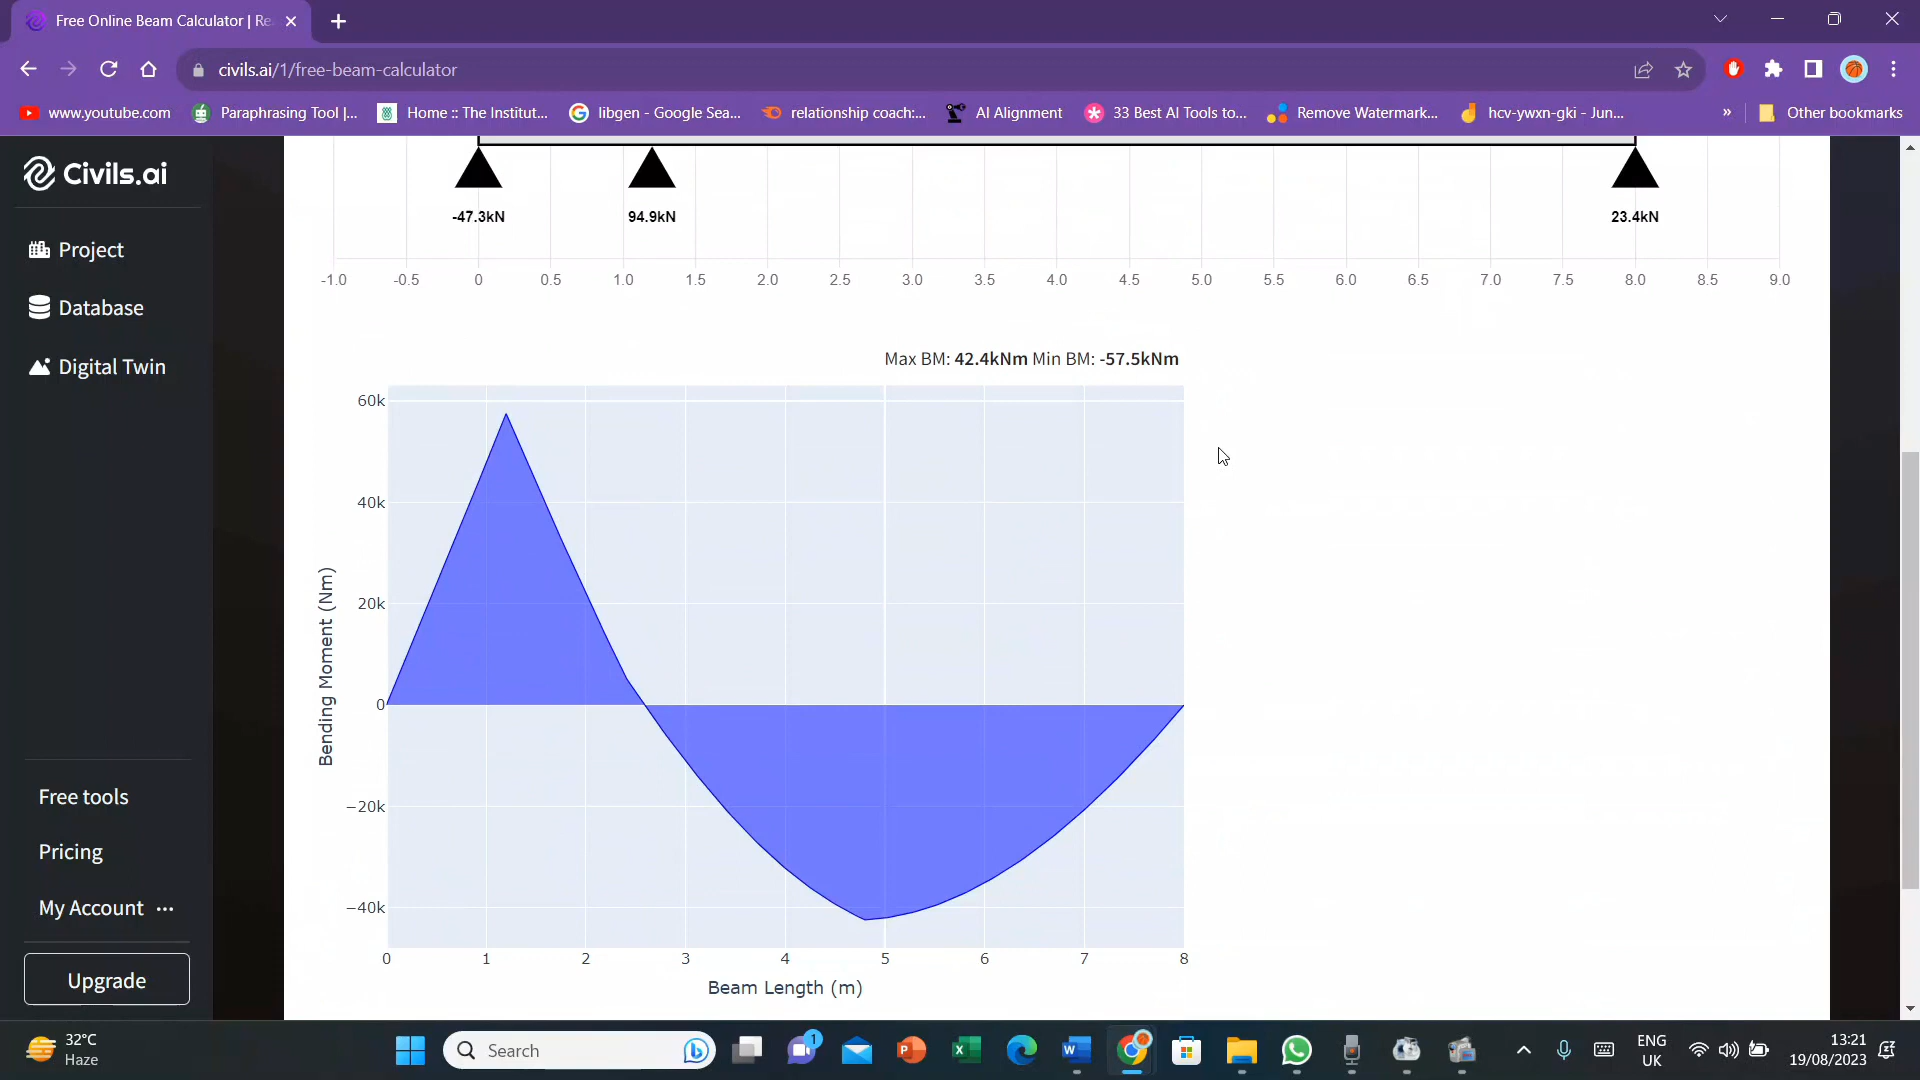 Free Online Beam Calculator | Re
civils.ai/1/free-beam-calculator
www.youtube.com Paraphrasing Tool |... Home :: The Institut... libgen - Google Sea... relationship coach:... AI Alignment 33 Best AI Tools to... Remove Watermark... hcv-ywxn-gki - Jun... » Other bookmarks
Civils.ai
Project
Database
Digital Twin
Free tools
Pricing
My Account ...
Upgrade
-47.3kN 94.9kN 23.4kN
-1.0 -0.5 0 0.5 1.0 1.5 2.0 2.5 3.0 3.5 4.0 4.5 5.0 5.5 6.0 6.5 7.0 7.5 8.0 8.5 9.0
Max BM: 42.4kNm Min BM: -57.5kNm
60k
40k
20k
0
−20k
−40k
Bending Moment (Nm)
0 1 2 3 4 5 6 7 8
Beam Length (m)
32°C
Haze
Search
1
ENG
UK
13:21
19/08/2023